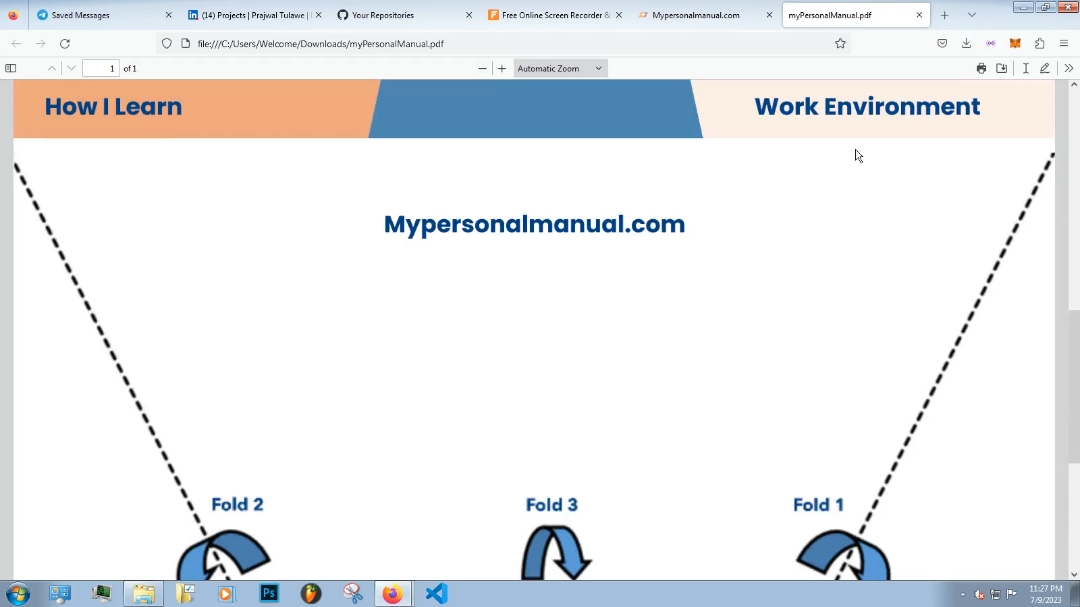 Saved Messages
(14) Projects | Prajwal Tulawe |
Your Repositories
Free Online Screen Recorder &
Mypersonalmanual.com
myPersonalManual.pdf
file:///C:/Users/Welcome/Downloads/myPersonalManual.pdf
1 of 1
Automatic Zoom
How I Learn
Work Environment
Mypersonalmanual.com
Fold 2
Fold 3
Fold 1
Ps
11:27 PM
7/9/2023